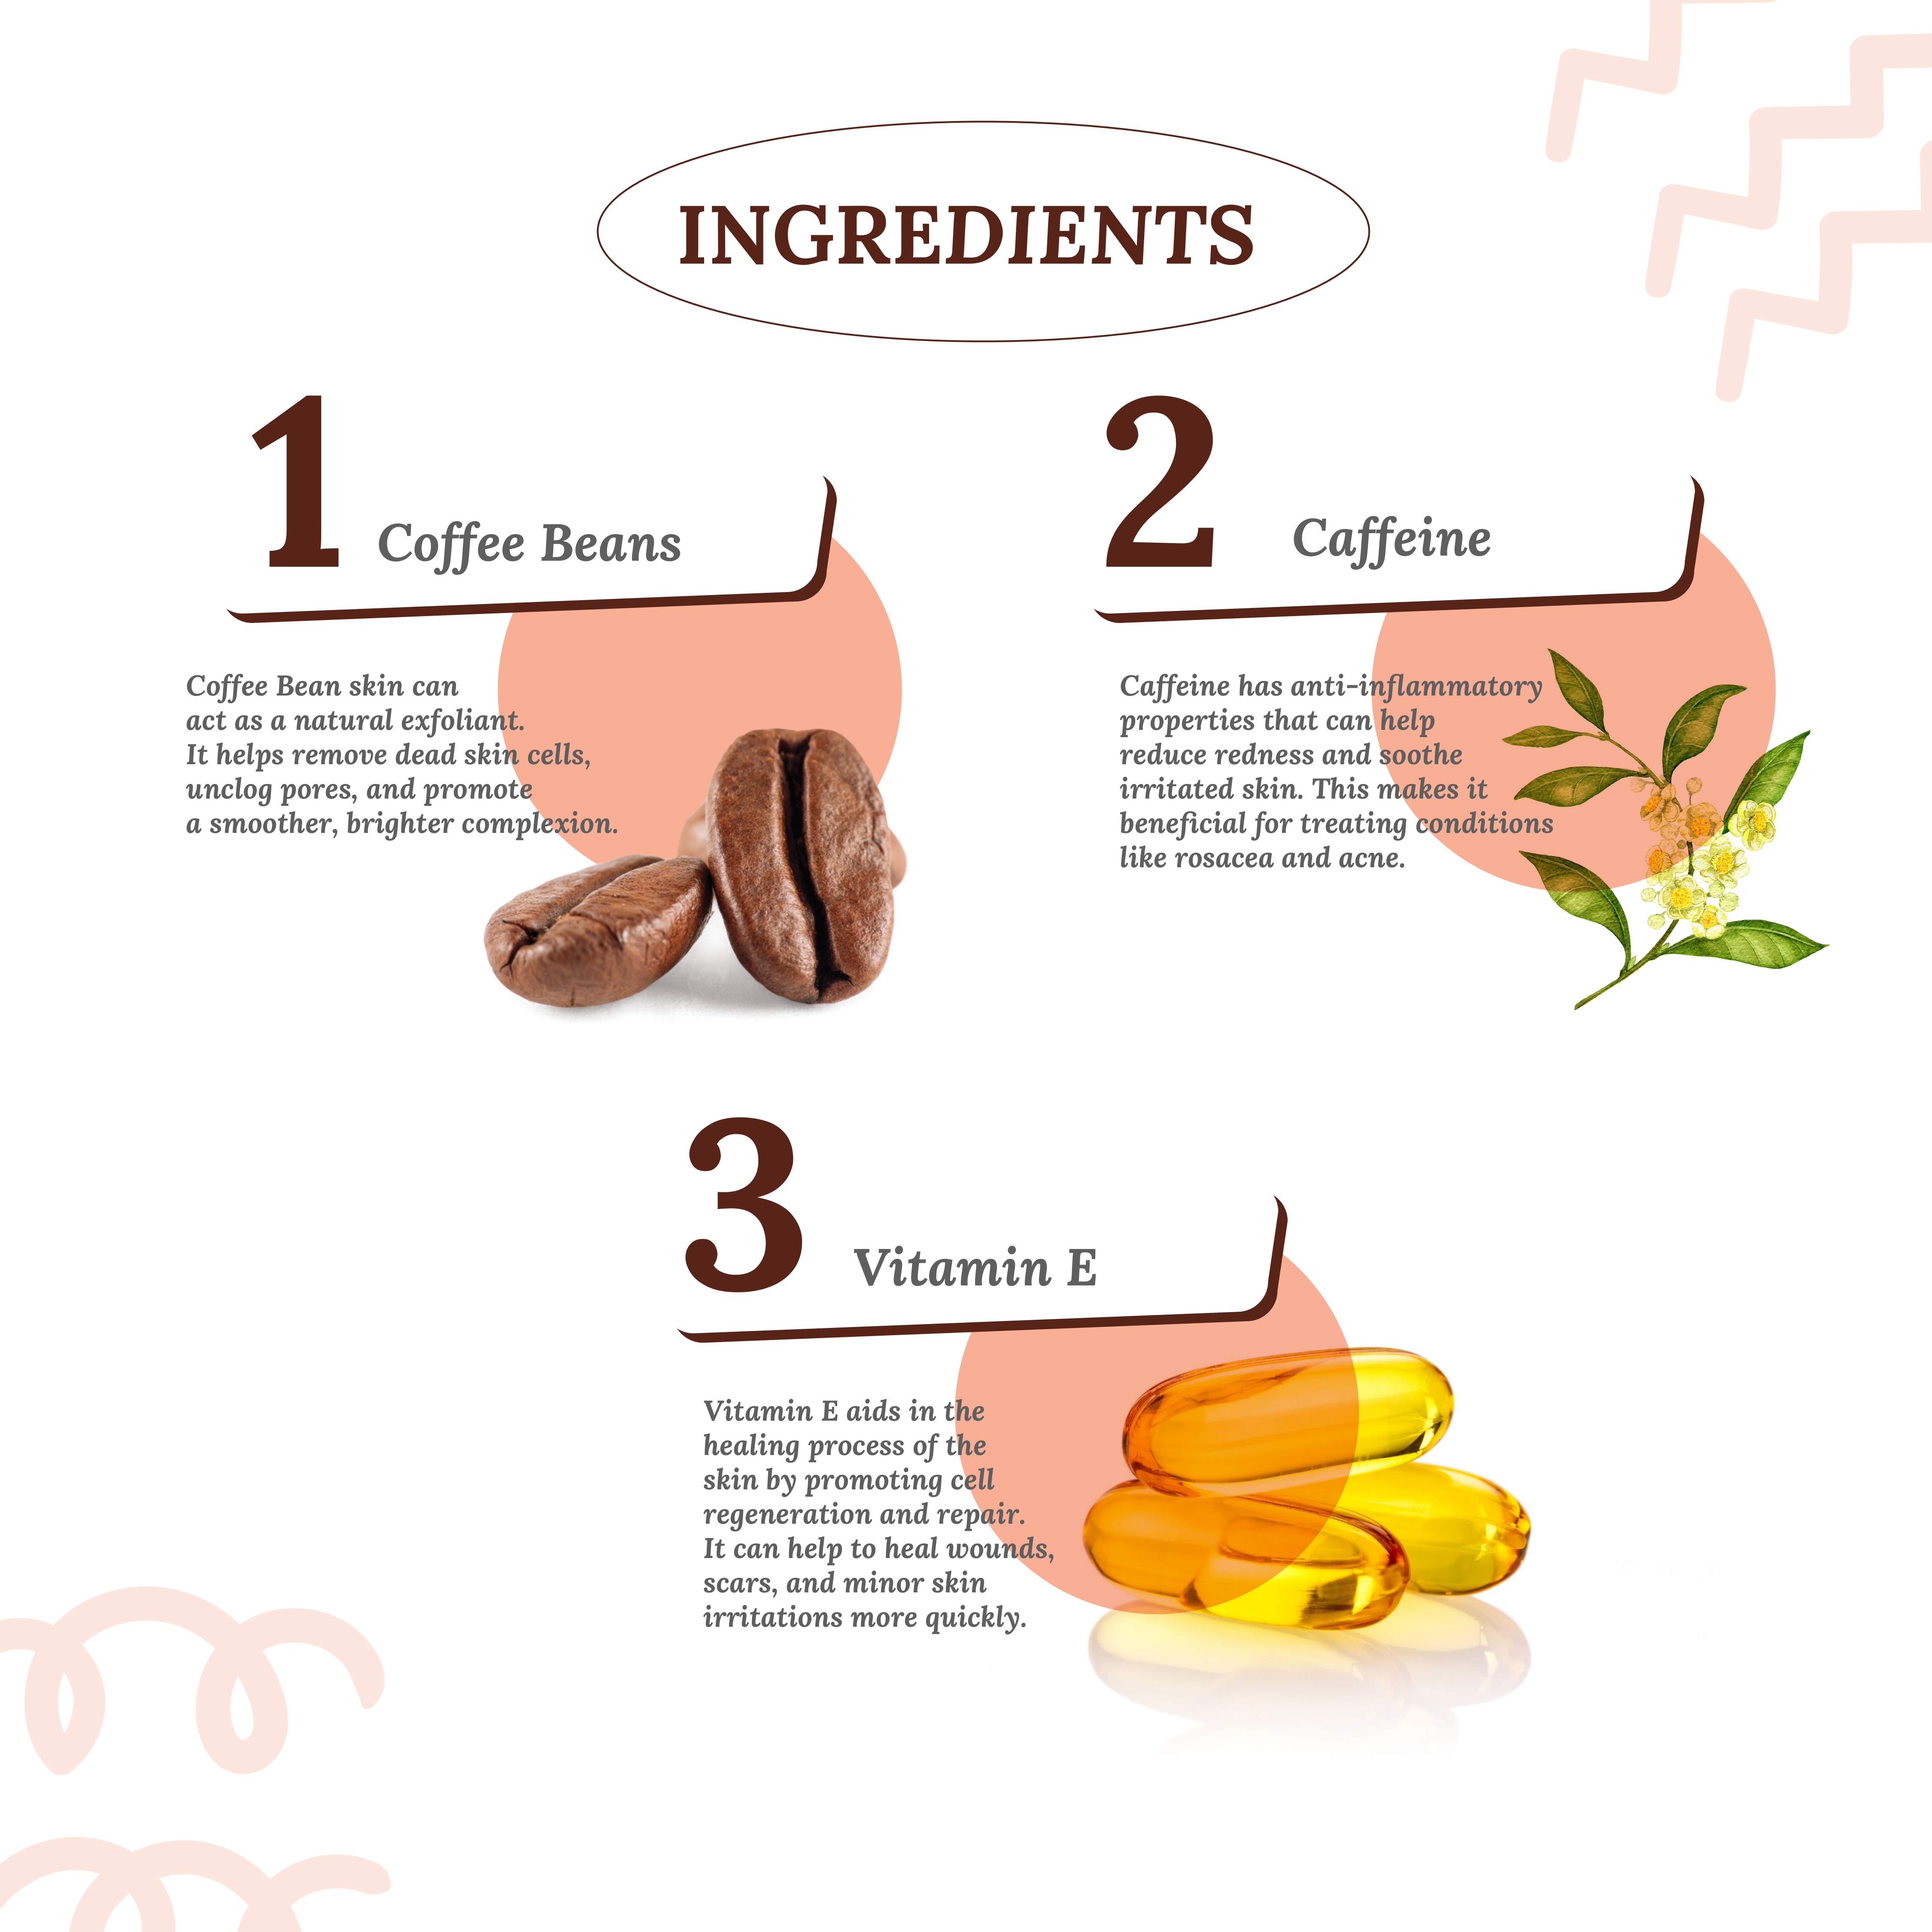 INGREDIENTS
1 Coffee Beans
Coffee Bean skin can
act as a natural exfoliant.
It helps remove dead skin cells,
unclog pores, and promote
a smoother, brighter complexion.
2 Caffeine
Caffeine has anti-inflammatory
properties that can help
reduce redness and soothe
irritated skin. This makes it
beneficial for treating conditions
like rosacea and acne.
3 Vitamin E
Vitamin E aids in the
healing process of the
skin by promoting cell
regeneration and repair.
It can help to heal wounds,
scars, and minor skin
irritations more quickly.